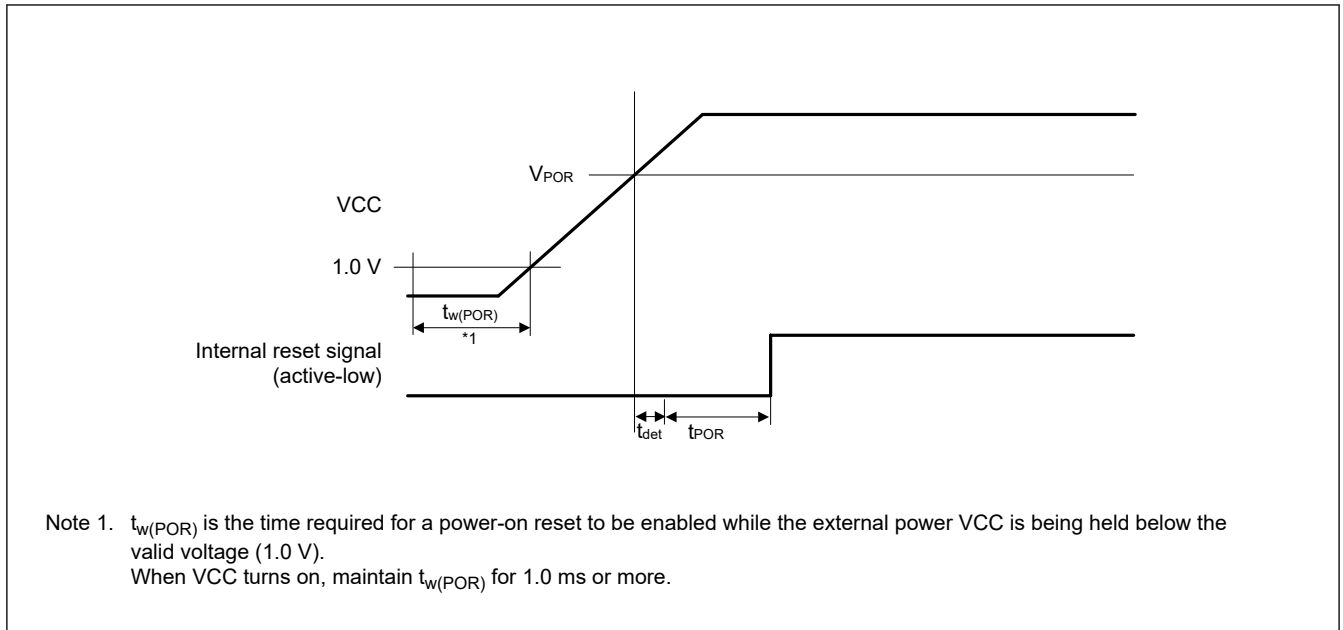 VPOR
VCC
1.0 V
tw(POR)
*1
Internal reset signal
(active-low)
tdet
tPOR
Note 1. tw(POR) is the time required for a power-on reset to be enabled while the external power VCC is being held below the
valid voltage (1.0 V).
When VCC turns on, maintain tw(POR) for 1.0 ms or more.